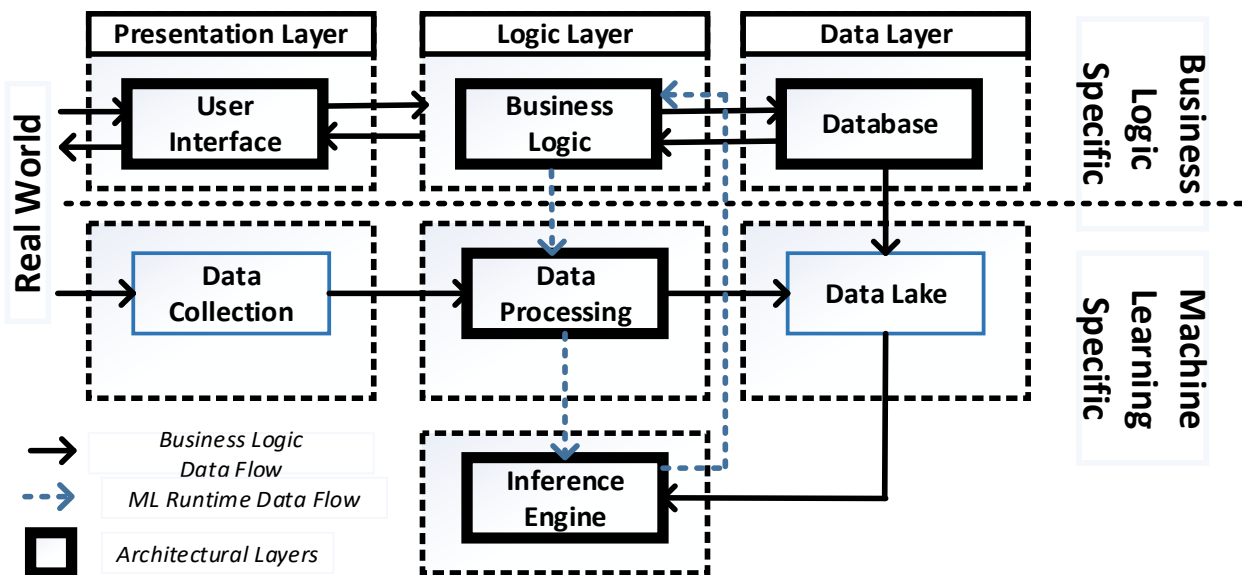 Presentation Layer
Logic Layer
Data Layer
Real World
User
Interface
Business
Logic
Database
Business
Logic
Specific
Data
Collection
Data
Processing
Data Lake
Machine
Learning
Specific
Inference
Engine
Business Logic
Data Flow
ML Runtime Data Flow
Architectural Layers